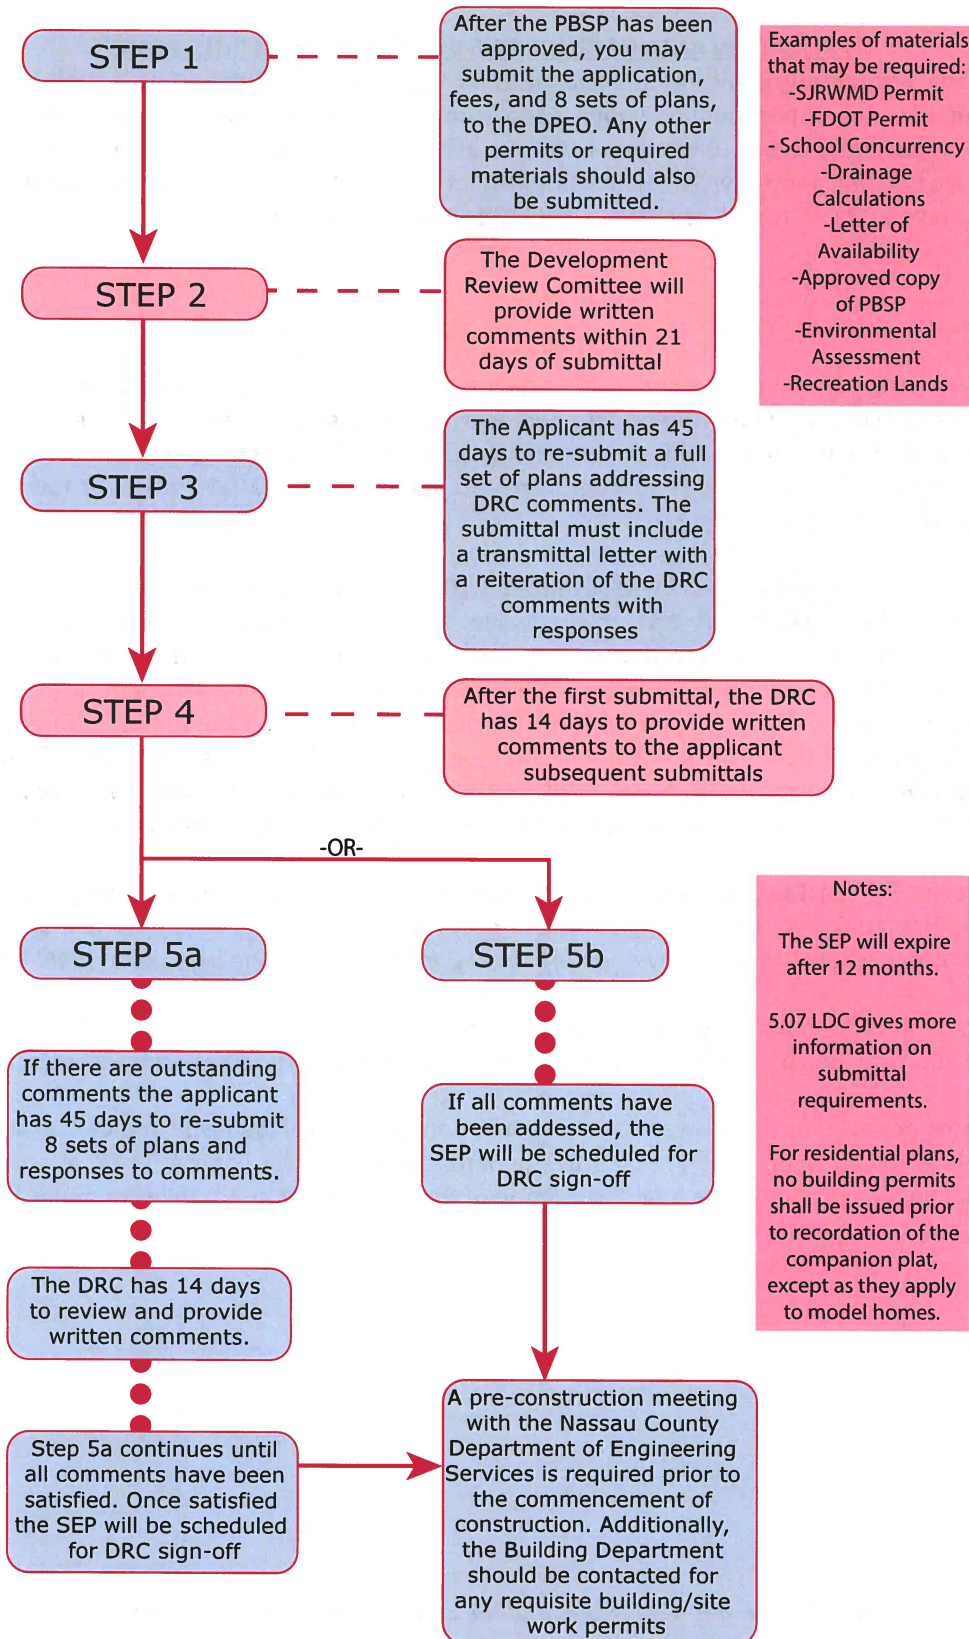 STEP 1
After the PBSP has been
approved, you may
submit the application,
fees, and 8 sets of plans,
to the DPEO. Any other
permits or required
materials should also
be submitted.
Examples of materials
that may be required:
-SJRWMD Permit
-FDOT Permit
- School Concurrency
-Drainage
Calculations
-Letter of
Availability
-Approved copy
of PBSP
-Environmental
Assessment
-Recreation Lands
STEP 2
The Development
Review Comittee will
provide written
comments within 21
days of submittal
STEP 3
The Applicant has 45
days to re-submit a full
set of plans addressing
DRC comments. The
submittal must include
a transmittal letter with
a reiteration of the DRC
comments with
responses
STEP 4
After the first submittal, the DRC
has 14 days to provide written
comments to the applicant
subsequent submittals
-OR-
STEP 5a
If there are outstanding
comments the applicant
has 45 days to re-submit
8 sets of plans and
responses to comments.
The DRC has 14 days
to review and provide
written comments.
Step 5a continues until
all comments have been
satisfied. Once satisfied
the SEP will be scheduled
for DRC sign-off
STEP 5b
If all comments have
been addressed, the
SEP will be scheduled for
DRC sign-off
A pre-construction meeting
with the Nassau County
Department of Engineering
Services is required prior to
the commencement of
construction. Additionally,
the Building Department
should be contacted for
any requisite building/site
work permits
Notes:
The SEP will expire
after 12 months.
5.07 LDC gives more
information on
submittal
requirements.
For residential plans,
no building permits
shall be issued prior
to recordation of the
companion plat,
except as they apply
to model homes.